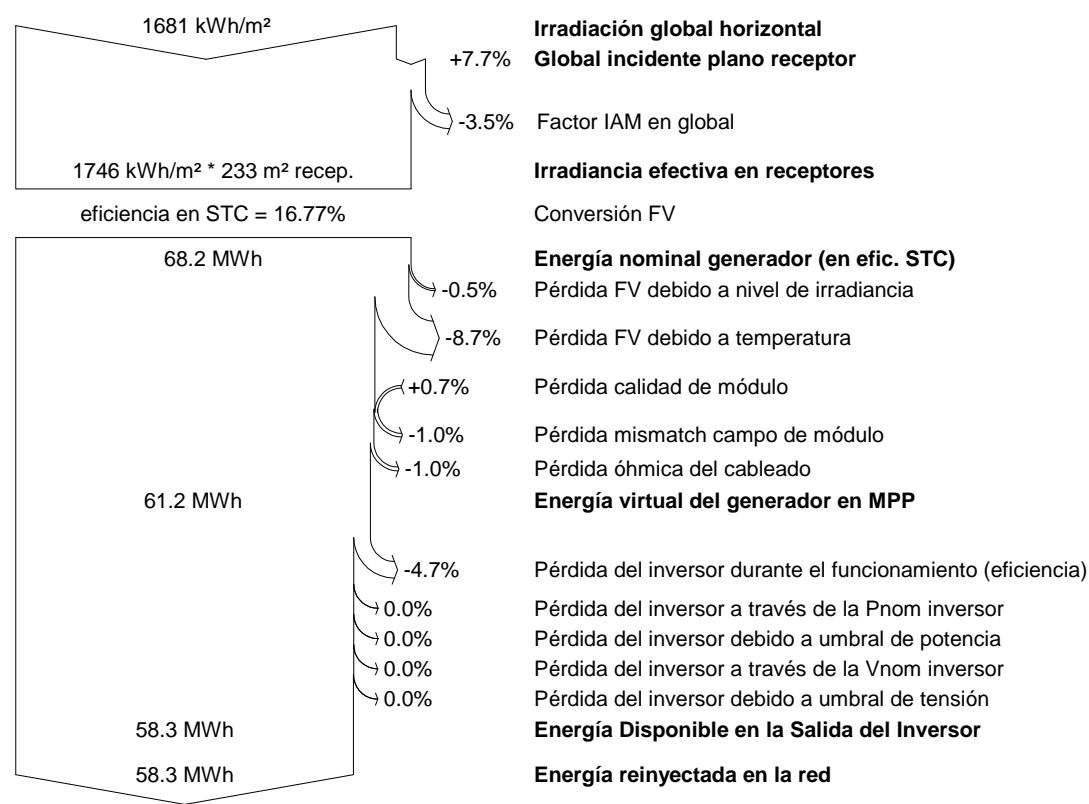 1681 kWh/m² Irradiación global horizontal
+7.7% Global incidente plano receptor
-3.5% Factor IAM en global
1746 kWh/m² * 233 m² recep. Irradiancia efectiva en receptores
eficiencia en STC = 16.77% Conversión FV
68.2 MWh Energía nominal generador (en efic. STC)
-0.5% Pérdida FV debido a nivel de irradiancia
-8.7% Pérdida FV debido a temperatura
+0.7% Pérdida calidad de módulo
-1.0% Pérdida mismatch campo de módulo
-1.0% Pérdida óhmica del cableado
61.2 MWh Energía virtual del generador en MPP
-4.7% Pérdida del inversor durante el funcionamiento (eficiencia)
0.0% Pérdida del inversor a través de la Pnom inversor
0.0% Pérdida del inversor debido a umbral de potencia
0.0% Pérdida del inversor a través de la Vnom inversor
0.0% Pérdida del inversor debido a umbral de tensión
58.3 MWh Energía Disponible en la Salida del Inversor
58.3 MWh Energía reinyectada en la red